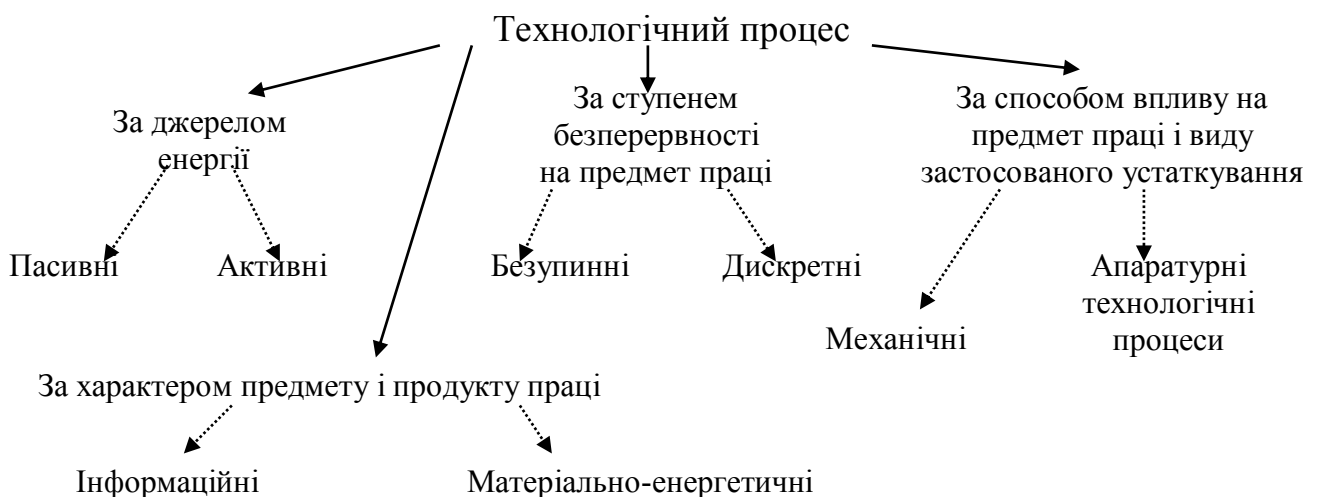 Технологічний процес
За джерелом
енергії
За ступенем
безперервності
на предмет праці
За способом впливу на
предмет праці і виду
застосованого устаткування
Пасивні
Активні
Безупинні
Дискретні
Механічні
Апаратурні
технологічні
процеси
За характером предмету і продукту праці
Інформаційні
Матеріально-енергетичні